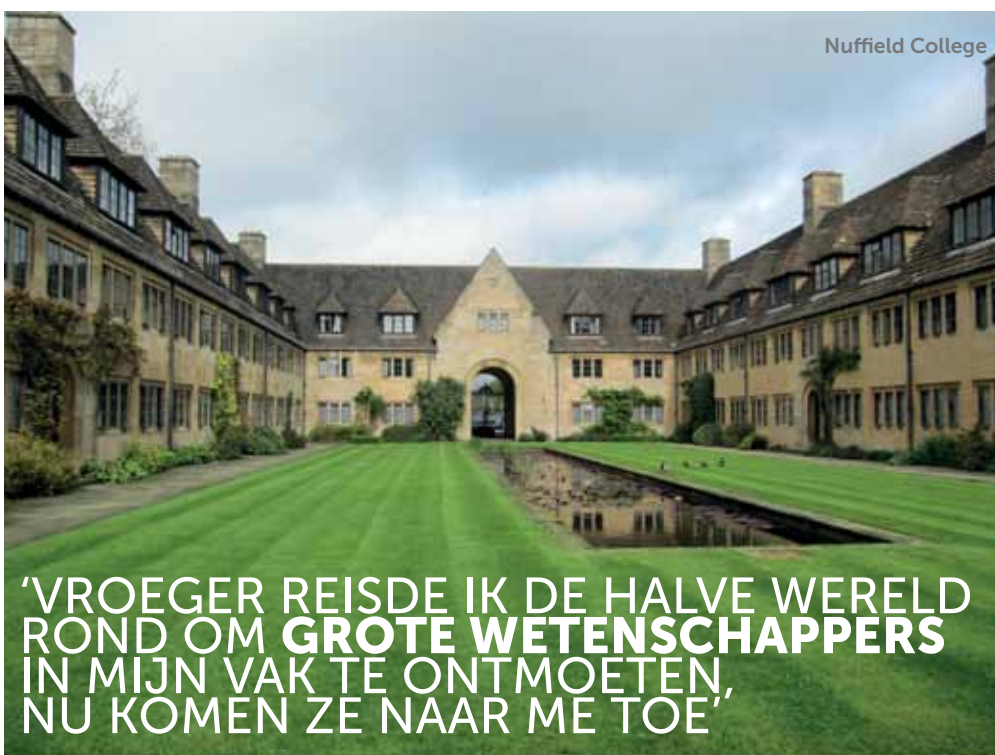 Nuffield College
‘VROEGER REISDE IK DE HALVE WERELD
ROND OM GROTE WETENSCHAPPERS
IN MIJN VAK TE ONTMOETEN,
NU KOMEN ZE NAAR ME TOE’